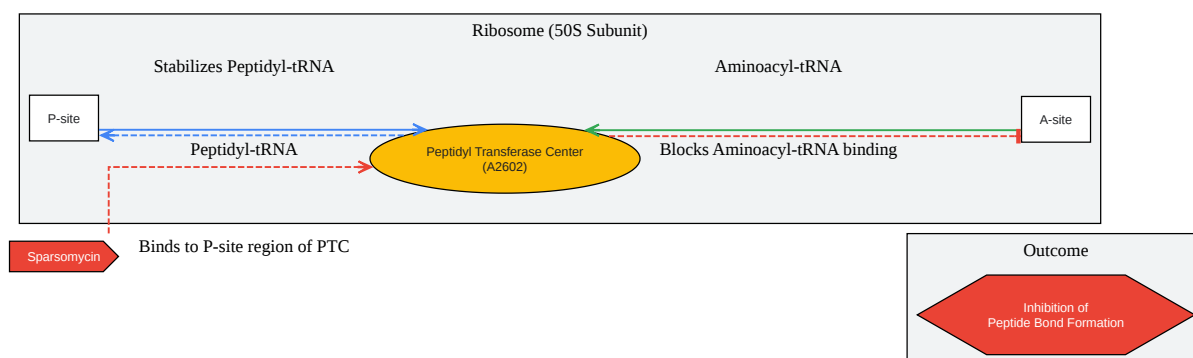 Ribosome (50S Subunit)
Stabilizes Peptidyl-tRNA
Aminoacyl-tRNA
P-site
A-site
Peptidyl-tRNA
Peptidyl Transferase Center
(A2602)
Blocks Aminoacyl-tRNA binding
Sparsomycin
Binds to P-site region of PTC
Outcome
Inhibition of
Peptide Bond Formation